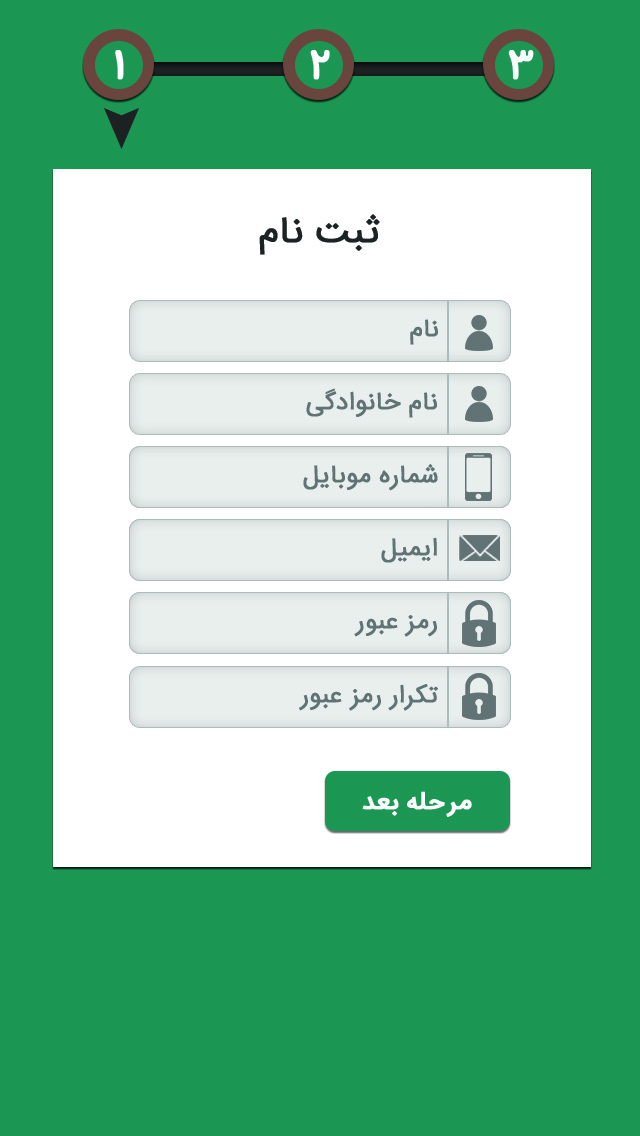 ۱ ۲ ۳
ثبت نام
نام
نام خانوادگی
شماره موبایل
ایمیل
رمز عبور
تکرار رمز عبور
مرحله بعد